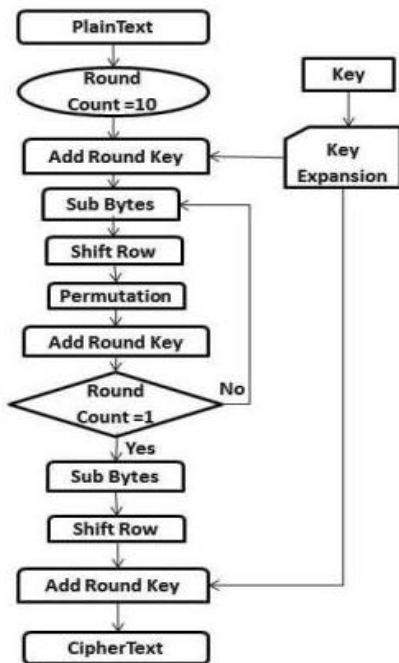 PlainText
Round
Count =10
Key
Add Round Key
Key
Expansion
Sub Bytes
Shift Row
Permutation
Add Round Key
Round
Count =1
No
Yes
Sub Bytes
Shift Row
Add Round Key
CipherText